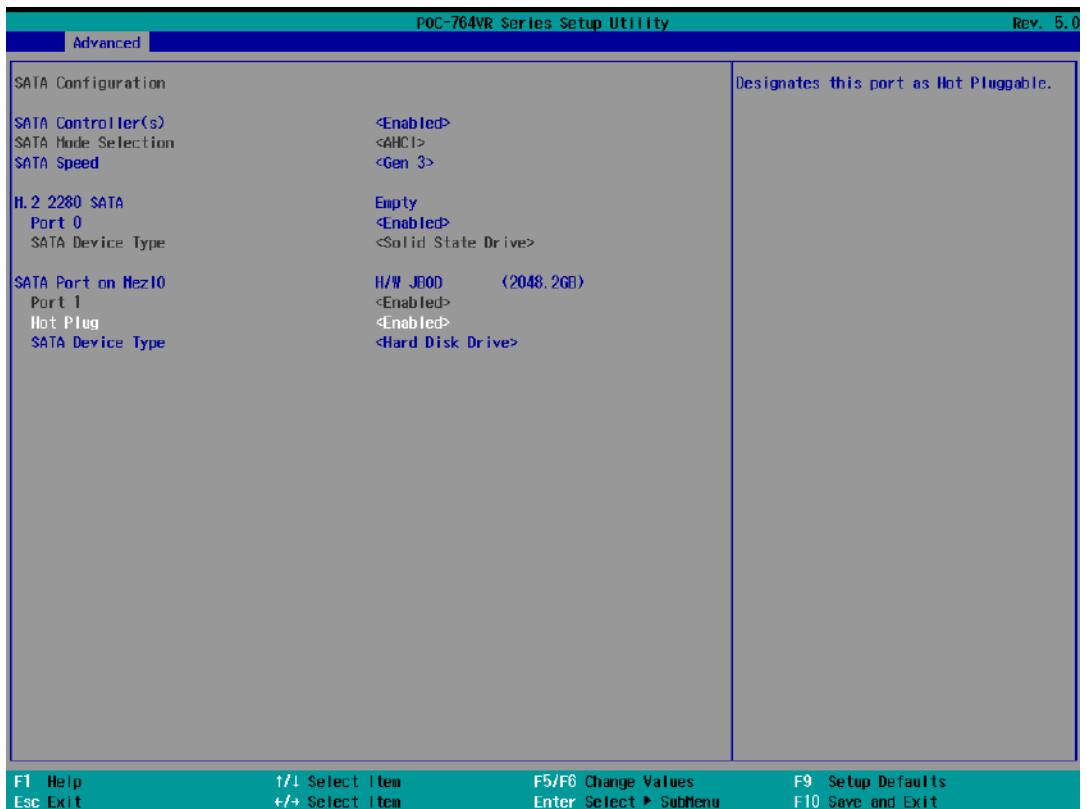 POC-764VR Series Setup Utility Rev. 5.0
Advanced
SATA Configuration
Designates this port as Hot Pluggable.
SATA Controller(s) <Enabled>
SATA Mode Selection <AHCI>
SATA Speed <Gen 3>
M.2 2280 SATA Empty
Port 0 <Enabled>
SATA Device Type <Solid State Drive>
SATA Port on MezIO H/W JBOD (2048.2GB)
Port 1 <Enabled>
Hot Plug <Enabled>
SATA Device Type <Hard Disk Drive>
F1 Help ↑/↓ Select Item F5/F6 Change Values F9 Setup Defaults
Esc Exit ←/→ Select Item Enter Select ▶ SubMenu F10 Save and Exit